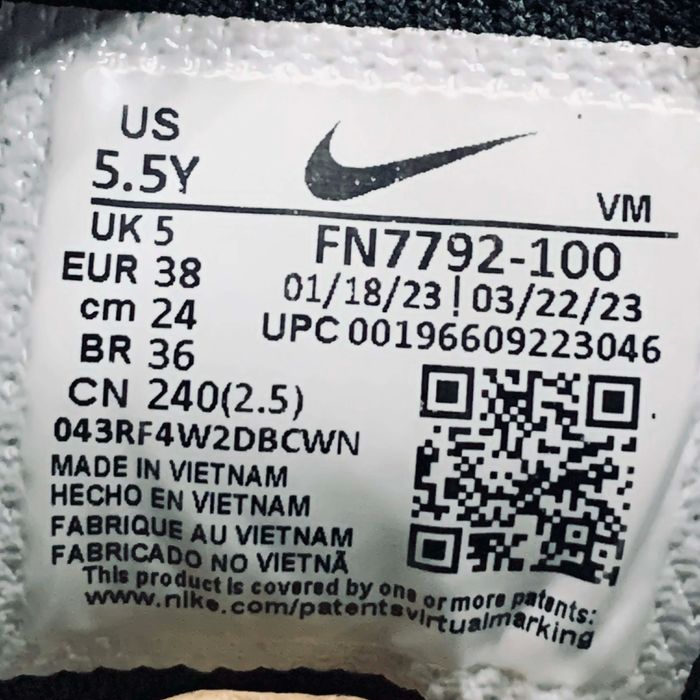 US
5.5Y
VM
UK 5
FN7792-100
EUR 38
01/18/23 | 03/22/23
cm 24
UPC 00196609223046
BR 36
CN 240(2.5)
043RF4W2DBCWN
MADE IN VIETNAM
HECHO EN VIETNAM
FABRIQUE AU VIETNAM
FABRICADO NO VIETNÃ
This product is covered by one or more patents:
www.nike.com/patentsvirtualmarking